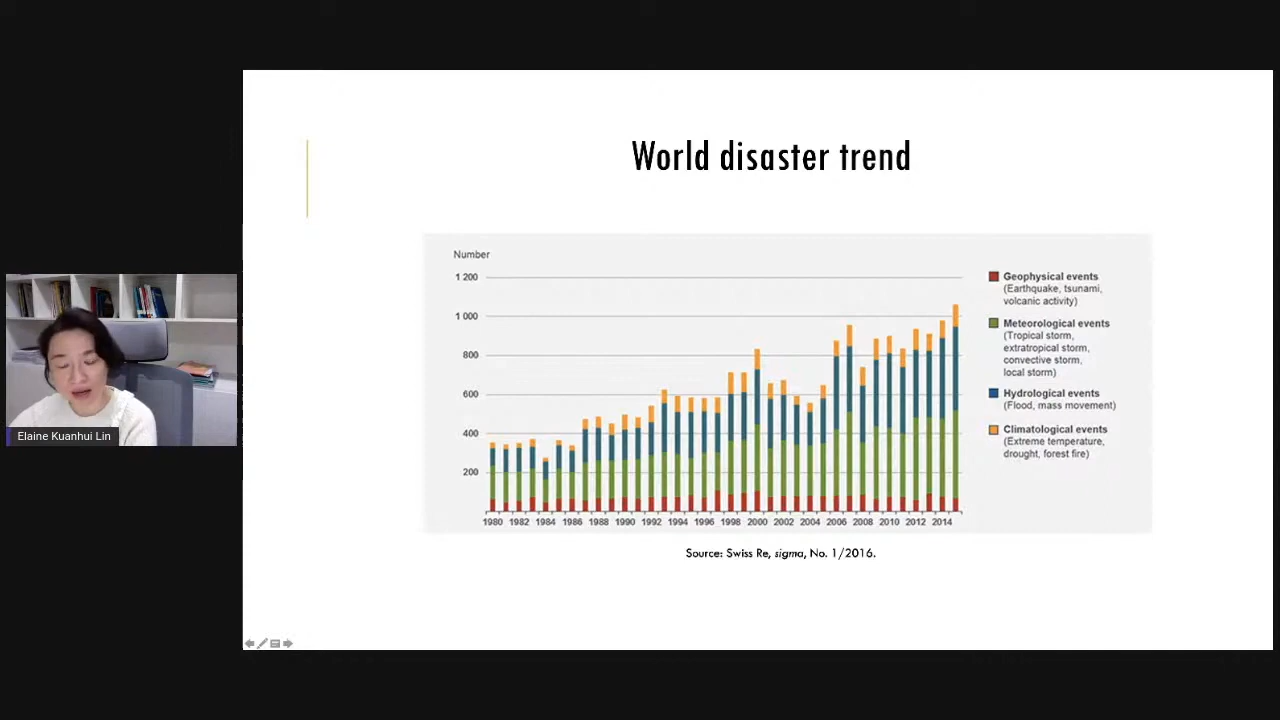 World disaster trend
Number
1 200
1 000
800
600
400
200
1980 1982 1984 1986 1988 1990 1992 1994 1996 1998 2000 2002 2004 2006 2008 2010 2012 2014
Geophysical events
(Earthquake, tsunami,
volcanic activity)
Meteorological events
(Tropical storm,
extratropical storm,
convective storm,
local storm)
Hydrological events
(Flood, mass movement)
Climatological events
(Extreme temperature,
drought, forest fire)
Source: Swiss Re, sigma, No. 1/2016.
Elaine Kuanhui Lin